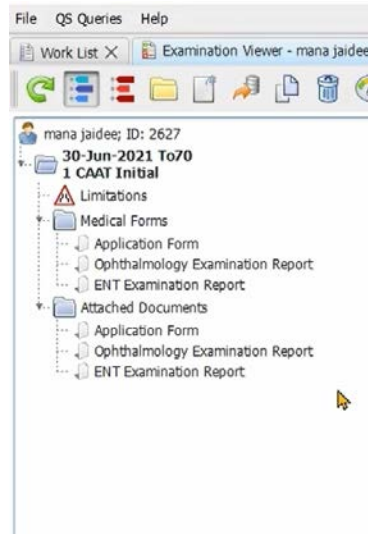 File QS Queries Help
Work List Examination Viewer - mana jaidee
mana jaidee; ID: 2627
30-Jun-2021 To70
1 CAAT Initial
Limitations
Medical Forms
Application Form
Ophthalmology Examination Report
ENT Examination Report
Attached Documents
Application Form
Ophthalmology Examination Report
ENT Examination Report